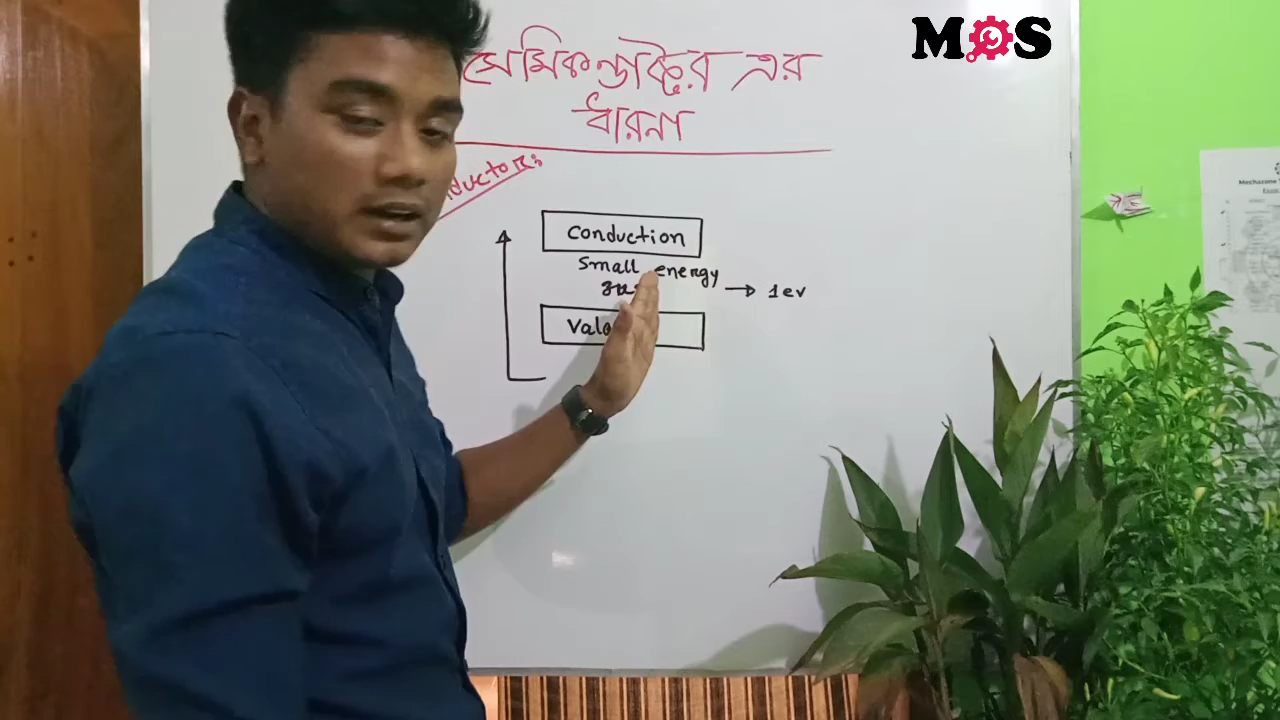 MOS
সেমিকন্ডাক্টর এর
ধারনা
conduction
Small energy
→ 1ev